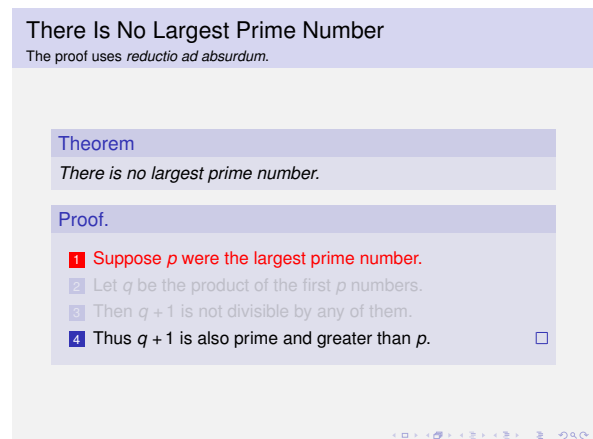 There Is No Largest Prime Number
The proof uses reductio ad absurdum.
Theorem
There is no largest prime number.
Proof.
1 Suppose p were the largest prime number.
2 Let q be the product of the first p numbers.
3 Then q + 1 is not divisible by any of them.
4 Thus q + 1 is also prime and greater than p.